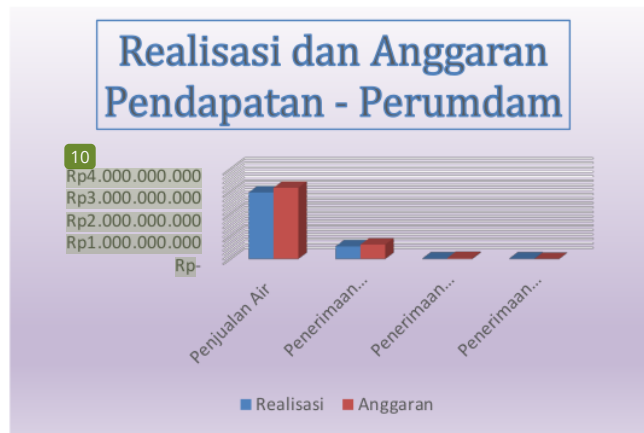 Realisasi dan Anggaran
Pendapatan - Perumdam
10
Rp4.000.000.000
Rp3.000.000.000
Rp2.000.000.000
Rp1.000.000.000
Rp-
Penjualan Air
Penerimaan...
Penerimaan...
Penerimaan...
Realisasi
Anggaran